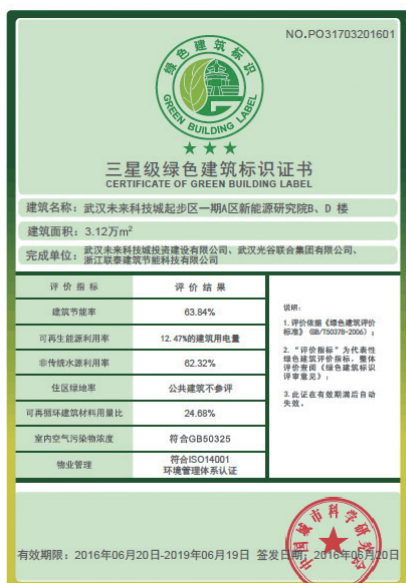 NO.PO31703201601
绿色建筑标识
GREEN BUILDING LABEL
三星级绿色建筑标识证书
CERTIFICATE OF GREEN BUILDING LABEL
建筑名称：武汉未来科技城起步区一期A区新能源研究院B、D 楼
建筑面积：3.12万m²
完成单位：武汉未来科技城投资建设有限公司、武汉光谷联合集团有限公司、
浙江联泰建筑节能科技有限公司
评 价 指 标 评 价 结 果
建筑节能率 63.84%
可再生能源利用率 12.47%的建筑用电量
非传统水源利用率 62.32%
住区绿地率 公共建筑不参评
可再循环建筑材料用量比 24.68%
室内空气污染物浓度 符合GB50325
物业管理 符合ISO14001
环境管理体系认证
说明：
1.评价依据《绿色建筑评价
标准》GB/T50378-2006）；
2.“评价指标”为代表性
绿色建筑评价指标，整体
评价查阅《绿色建筑标识
评审意见》；
3.此证在有效期满后自动
失效。
中国城市科学研究会
有效期限：2016年06月20日-2019年06月19日 签发日期：2016年06月20日